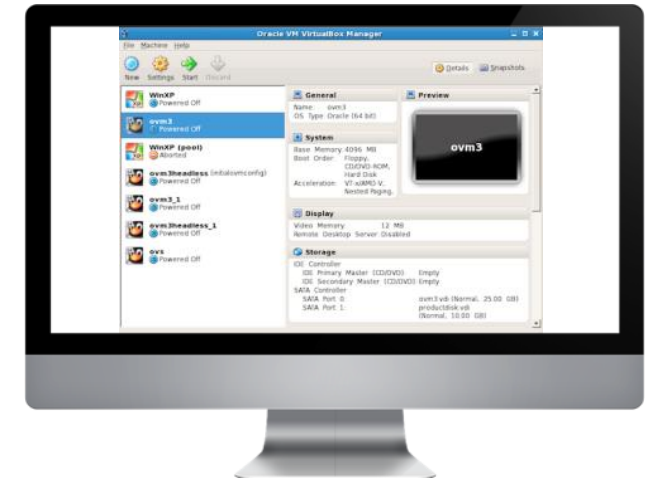 Oracle VM VirtualBox Manager
File Machine Help
New Settings Start Discard
Details Snapshots
WinXP
Powered Off
ovm3
Powered Off
WinXP (pool)
Aborted
ovm3headless (initialovmconfig)
Powered Off
ovm3_1
Powered Off
ovm3headless_1
Powered Off
ovs
Powered Off
General
Name: ovm3
OS Type: Oracle (64 bit)
System
Base Memory: 4096 MB
Boot Order: Floppy,
CD/DVD-ROM,
Hard Disk
Acceleration: VT-x/AMD-V,
Nested Paging,
Preview
ovm3
Display
Video Memory: 12 MB
Remote Desktop Server: Disabled
Storage
IDE Controller
IDE Primary Master (CD/DVD): Empty
IDE Secondary Master (CD/DVD): Empty
SATA Controller
SATA Port 0: ovm3.vdi (Normal, 25.00 GB)
SATA Port 1: productdisk.vdi
(Normal, 10.00 GB)